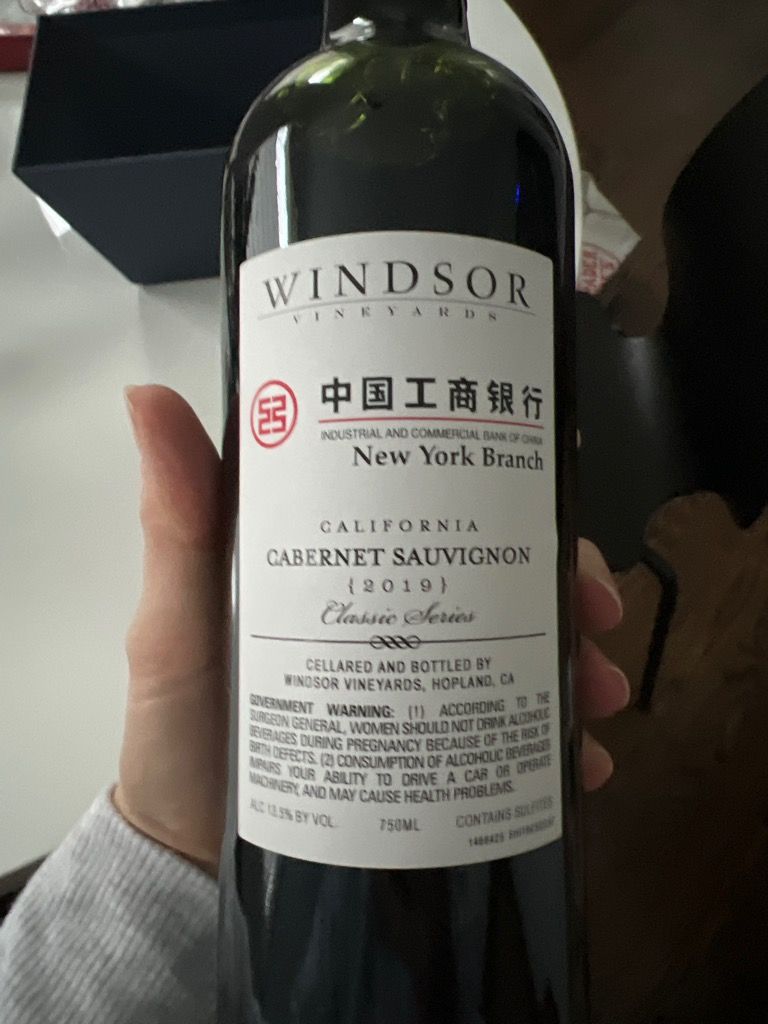 WINDSOR
VINEYARDS
中国工商银行
INDUSTRIAL AND COMMERCIAL BANK OF CHINA
New York Branch
CALIFORNIA
CABERNET SAUVIGNON
{2019}
Classic Series
CELLARED AND BOTTLED BY
WINDSOR VINEYARDS, HOPLAND, CA
GOVERNMENT WARNING: (1) ACCORDING TO THE
SURGEON GENERAL, WOMEN SHOULD NOT DRINK ALCOHOLIC
BEVERAGES DURING PREGNANCY BECAUSE OF THE RISK OF
BIRTH DEFECTS. (2) CONSUMPTION OF ALCOHOLIC BEVERAGES
IMPAIRS YOUR ABILITY TO DRIVE A CAR OR OPERATE
MACHINERY, AND MAY CAUSE HEALTH PROBLEMS.
ALC 13.5% BY VOL. 750ML CONTAINS SULFITES